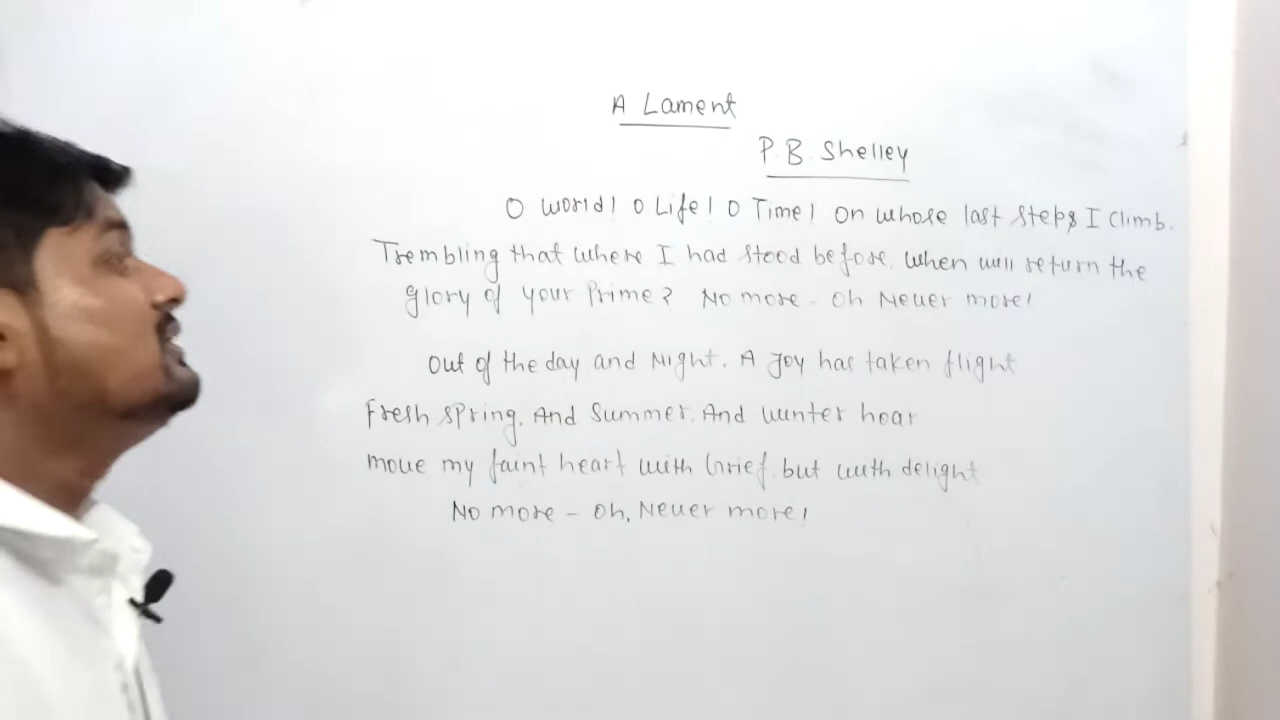 A Lament
P. B. Shelley
O World! O Life! O Time! On whose last steps I climb.
Trembling that where I had stood before. When will return the
glory of your Prime? No more - Oh Never more!
Out of the day and Night. A Joy has taken flight
Fresh Spring, And Summer. And Winter hoar
move my faint heart with Grief. but with delight
No more - Oh, Never more!